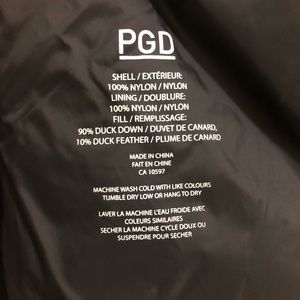 PGD
SHELL / EXTÉRIEUR:
100% NYLON / NYLON
LINING / DOUBLURE:
100% NYLON / NYLON
FILL / REMPLISSAGE:
90% DUCK DOWN / DUVET DE CANARD,
10% DUCK FEATHER / PLUME DE CANARD
MADE IN CHINA
FAIT EN CHINE
CA 10597
MACHINE WASH COLD WITH LIKE COLOURS
TUMBLE DRY LOW OR HANG TO DRY
LAVER LA MACHINE L'EAU FROIDE AVEC
COLEURS SIMILAIRES
SECHER LA MACHINE CYCLE DOUX OU
SUSPENDRE POUR SECHER